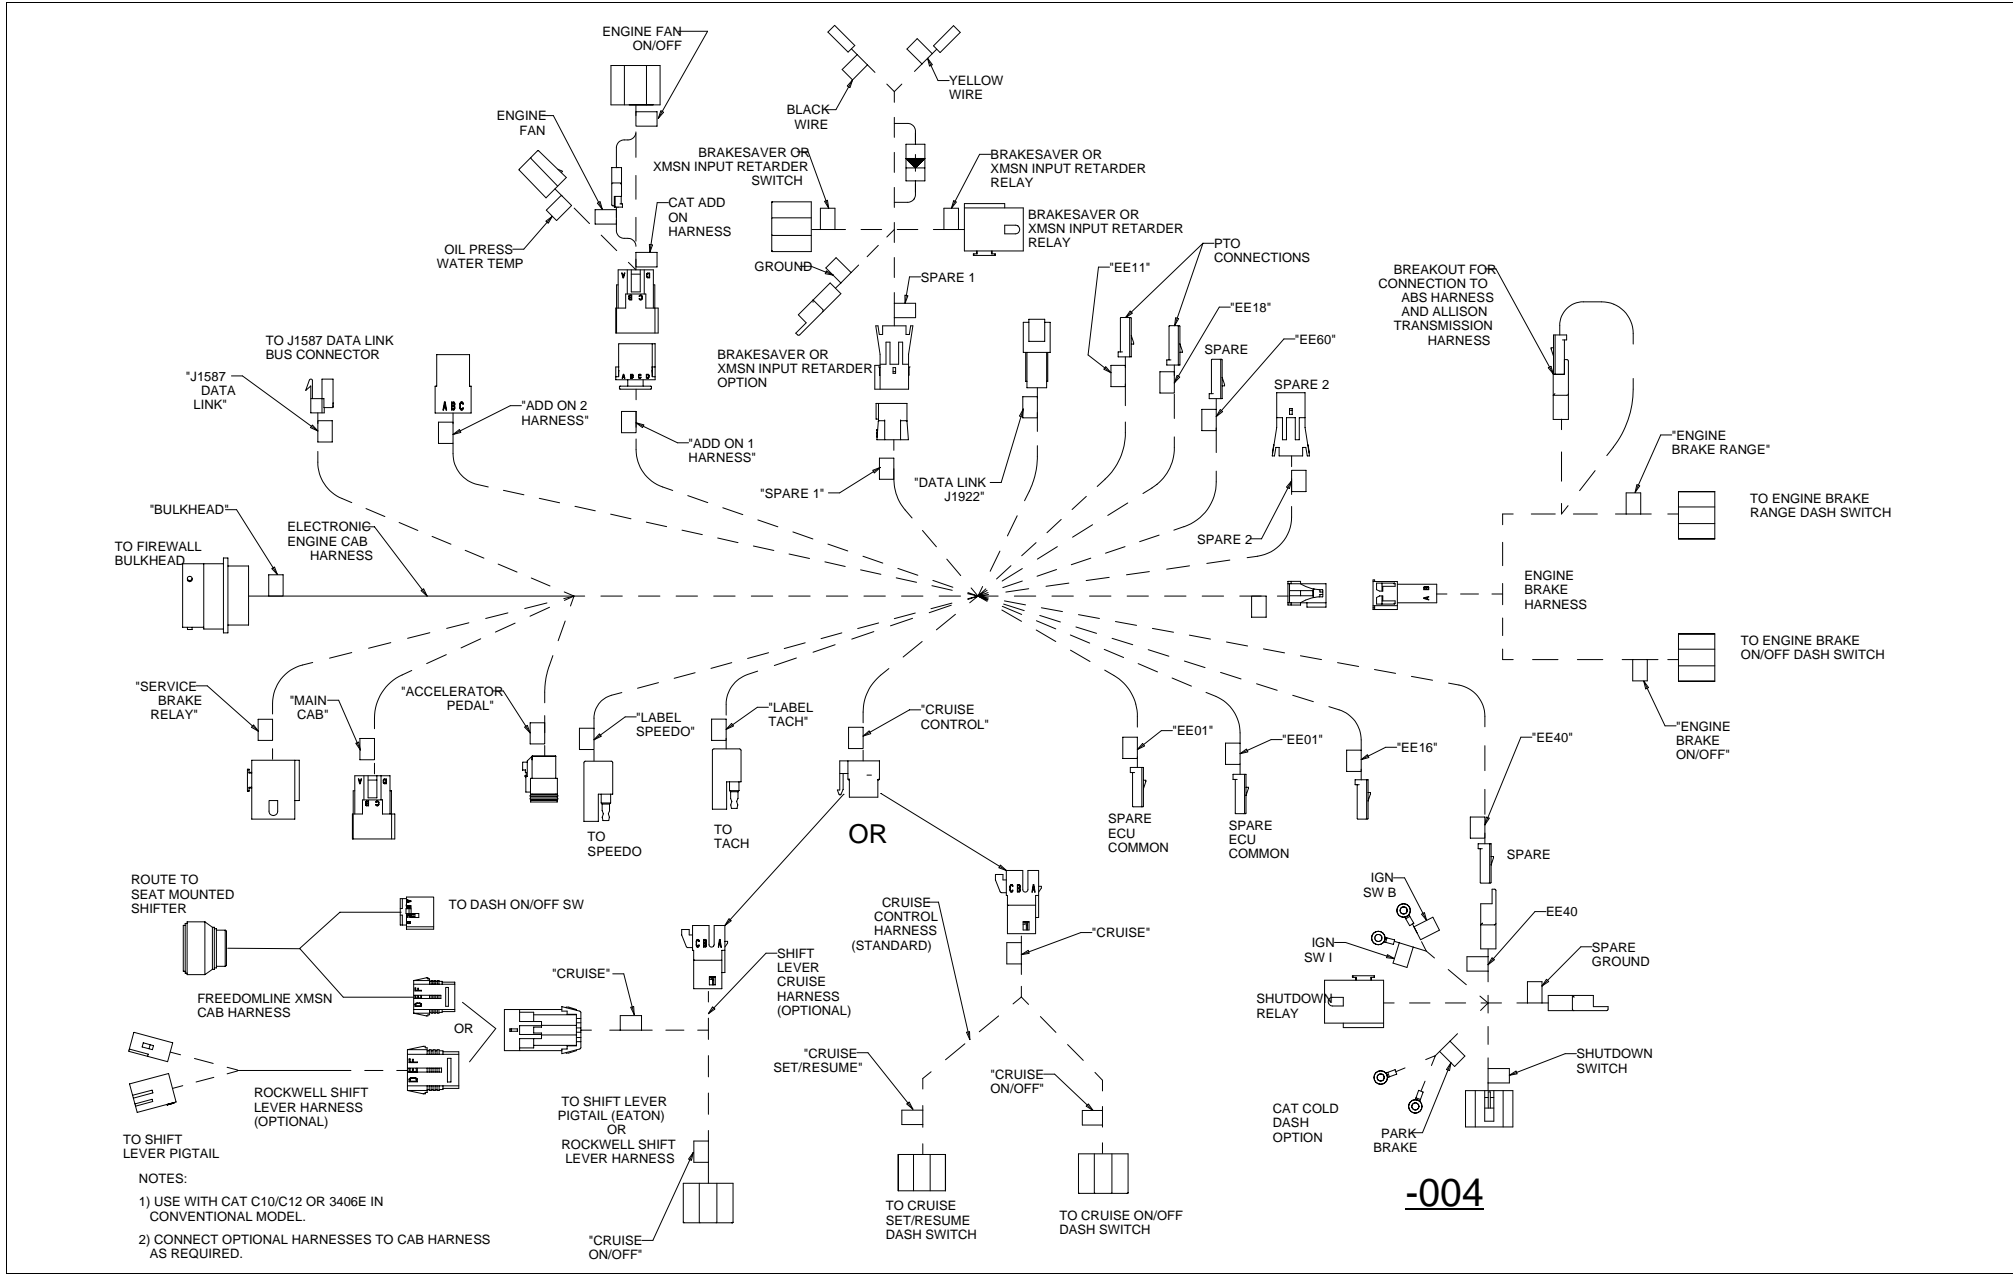 ENGINE FAN
ON/OFF
ENGINE
FAN
OIL PRESS
WATER TEMP
CAT ADD
ON
HARNESS
BLACK
WIRE
YELLOW
WIRE
BRAKESAVER OR
XMSN INPUT RETARDER
SWITCH
BRAKESAVER OR
XMSN INPUT RETARDER
RELAY
BRAKESAVER OR
XMSN INPUT RETARDER
RELAY
GROUND
SPARE 1
BRAKESAVER OR
XMSN INPUT RETARDER
OPTION
PTO
CONNECTIONS
"EE11"
"EE18"
"EE60"
SPARE
SPARE 2
BREAKOUT FOR
CONNECTION TO
ABS HARNESS
AND ALLISON
TRANSMISSION
HARNESS
TO J1587 DATA LINK
BUS CONNECTOR
"J1587
DATA
LINK"
A B C
"ADD ON 2
HARNESS"
A B C D
A B C D
"ADD ON 1
HARNESS"
"SPARE 1"
"DATA LINK
J1922"
SPARE 2
"ENGINE
BRAKE RANGE"
TO ENGINE BRAKE
RANGE DASH SWITCH
"BULKHEAD"
TO FIREWALL
BULKHEAD
ELECTRONIC
ENGINE CAB
HARNESS
A B
ENGINE
BRAKE
HARNESS
TO ENGINE BRAKE
ON/OFF DASH SWITCH
"ENGINE
BRAKE
ON/OFF"
"SERVICE
BRAKE
RELAY"
"MAIN
CAB"
A B C D
"ACCELERATOR
PEDAL"
"LABEL
SPEEDO"
TO
SPEEDO
"LABEL
TACH"
TO
TACH
"CRUISE
CONTROL"
OR
"EE01"
SPARE
ECU
COMMON
"EE01"
SPARE
ECU
COMMON
"EE16"
"EE40"
SPARE
ROUTE TO
SEAT MOUNTED
SHIFTER
TO DASH ON/OFF SW
FREEDOMLINE XMSN
CAB HARNESS
OR
ROCKWELL SHIFT
LEVER HARNESS
(OPTIONAL)
TO SHIFT
LEVER PIGTAIL
"CRUISE"
C B A
SHIFT
LEVER
CRUISE
HARNESS
(OPTIONAL)
TO SHIFT LEVER
PIGTAIL (EATON)
OR
ROCKWELL SHIFT
LEVER HARNESS
"CRUISE
ON/OFF"
C B A
CRUISE
CONTROL
HARNESS
(STANDARD)
"CRUISE"
"CRUISE
SET/RESUME"
"CRUISE
ON/OFF"
TO CRUISE
SET/RESUME
DASH SWITCH
TO CRUISE ON/OFF
DASH SWITCH
IGN
SW B
IGN
SW I
EE40
SPARE
GROUND
SHUTDOWN
RELAY
SHUTDOWN
SWITCH
CAT COLD
DASH
OPTION
PARK
BRAKE
-004
NOTES:
1) USE WITH CAT C10/C12 OR 3406E IN
CONVENTIONAL MODEL.
2) CONNECT OPTIONAL HARNESSES TO CAB HARNESS
AS REQUIRED.